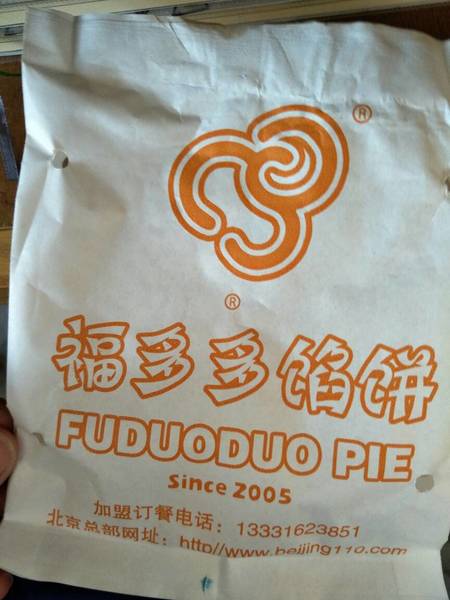 ®
®
福多多馅饼
FUDUODUO PIE
Since 2005
加盟订餐电话：13331623851
北京总部网址：http//www.beijing110.com